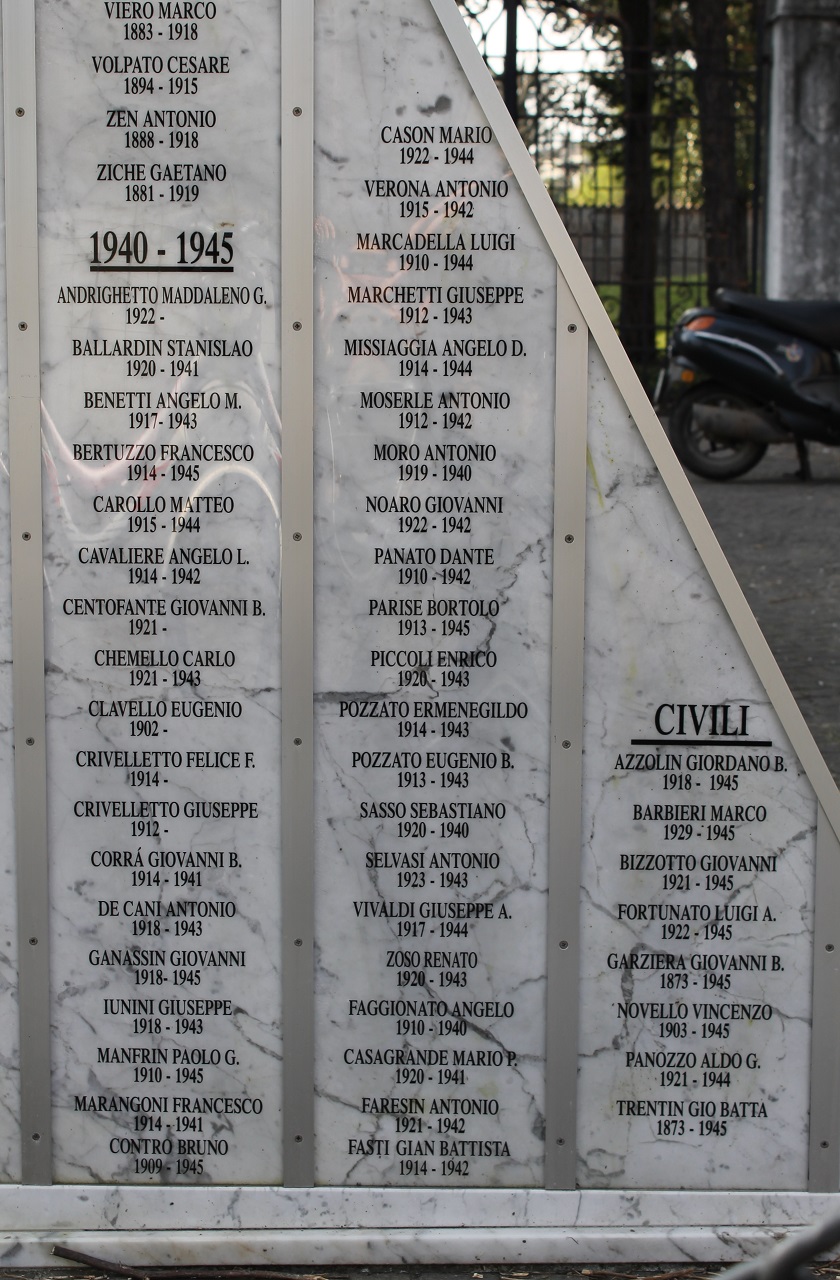 VIERO MARCO
1883 - 1918
VOLPATO CESARE
1894 - 1915
ZEN ANTONIO
1888 - 1918
ZICHE GAETANO
1881 - 1919
1940 - 1945
ANDRIGHETTO MADDALENO G.
1922 -
BALLARDIN STANISLAO
1920 - 1941
BENETTI ANGELO M.
1917- 1943
BERTUZZO FRANCESCO
1914 - 1945
CAROLLO MATTEO
1915 - 1944
CAVALIERE ANGELO L.
1914 - 1942
CENTOFANTE GIOVANNI B.
1921 -
CHEMELLO CARLO
1921 - 1943
CLAVELLO EUGENIO
1902 -
CRIVELLETTO FELICE F.
1914 -
CRIVELLETTO GIUSEPPE
1912 -
CORRÁ GIOVANNI B.
1914 - 1941
DE CANI ANTONIO
1918 - 1943
GANASSIN GIOVANNI
1918- 1945
IUNINI GIUSEPPE
1918 - 1943
MANFRIN PAOLO G.
1910 - 1945
MARANGONI FRANCESCO
1914 - 1941
CONTRO BRUNO
1909 - 1945
CASON MARIO
1922 - 1944
VERONA ANTONIO
1915 - 1942
MARCADELLA LUIGI
1910 - 1944
MARCHETTI GIUSEPPE
1912 - 1943
MISSIAGGIA ANGELO D.
1914 - 1944
MOSERLE ANTONIO
1912 - 1942
MORO ANTONIO
1919 - 1940
NOARO GIOVANNI
1922 - 1942
PANATO DANTE
1910 - 1942
PARISE BORTOLO
1913 - 1945
PICCOLI ENRICO
1920 - 1943
POZZATO ERMENEGILDO
1914 - 1943
POZZATO EUGENIO B.
1913 - 1943
SASSO SEBASTIANO
1920 - 1940
SELVASI ANTONIO
1923 - 1943
VIVALDI GIUSEPPE A.
1917 - 1944
ZOSO RENATO
1920 - 1943
FAGGIONATO ANGELO
1910 - 1940
CASAGRANDE MARIO P.
1920 - 1941
FARESIN ANTONIO
1921 - 1942
FASTI GIAN BATTISTA
1914 - 1942
CIVILI
AZZOLIN GIORDANO B.
1918 - 1945
BARBIERI MARCO
1929 - 1945
BIZZOTTO GIOVANNI
1921 - 1945
FORTUNATO LUIGI A.
1922 - 1945
GARZIERA GIOVANNI B.
1873 - 1945
NOVELLO VINCENZO
1903 - 1945
PANOZZO ALDO G.
1921 - 1944
TRENTIN GIO BATTA
1873 - 1945